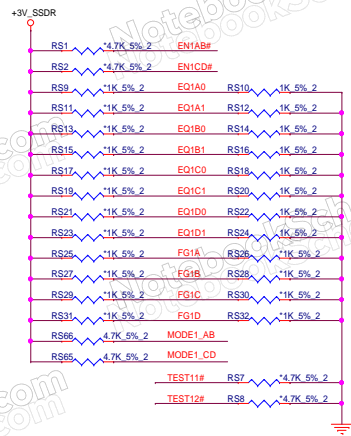 +3V_SSDR
RS1 *4.7K_5%_2 EN1AB#
RS2 *4.7K_5%_2 EN1CD#
RS9 *1K_5%_2 EQ1A0 RS10 1K_5%_2
RS11 *1K_5%_2 EQ1A1 RS12 1K_5%_2
RS13 *1K_5%_2 EQ1B0 RS14 1K_5%_2
RS15 *1K_5%_2 EQ1B1 RS16 1K_5%_2
RS17 *1K_5%_2 EQ1C0 RS18 1K_5%_2
RS19 *1K_5%_2 EQ1C1 RS20 1K_5%_2
RS21 *1K_5%_2 EQ1D0 RS22 1K_5%_2
RS23 *1K_5%_2 EQ1D1 RS24 1K_5%_2
RS25 *1K_5%_2 FG1A RS26 *1K_5%_2
RS27 *1K_5%_2 FG1B RS28 *1K_5%_2
RS29 *1K_5%_2 FG1C RS30 *1K_5%_2
RS31 *1K_5%_2 FG1D RS32 *1K_5%_2
RS66 4.7K_5%_2 MODE1_AB
RS65 4.7K_5%_2 MODE1_CD
TEST11# RS7 *4.7K_5%_2
TEST12# RS8 *4.7K_5%_2